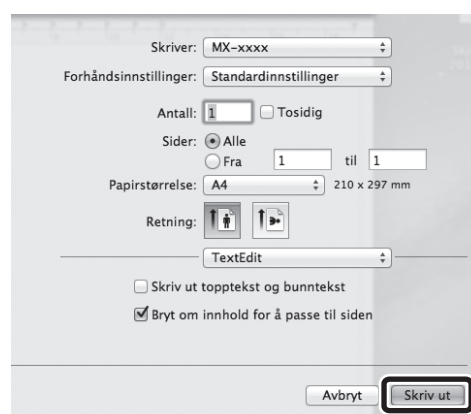 Skriver: MX-xxxx
Forhåndsinnstillinger: Standardinnstillinger
Antall: 1 Tosidig
Sider: Alle
Fra 1 til 1
Papirstørrelse: A4 210 x 297 mm
Retning:
TextEdit
Skriv ut topptekst og bunntekst
Bryt om innhold for å passe til siden
Avbryt Skriv ut